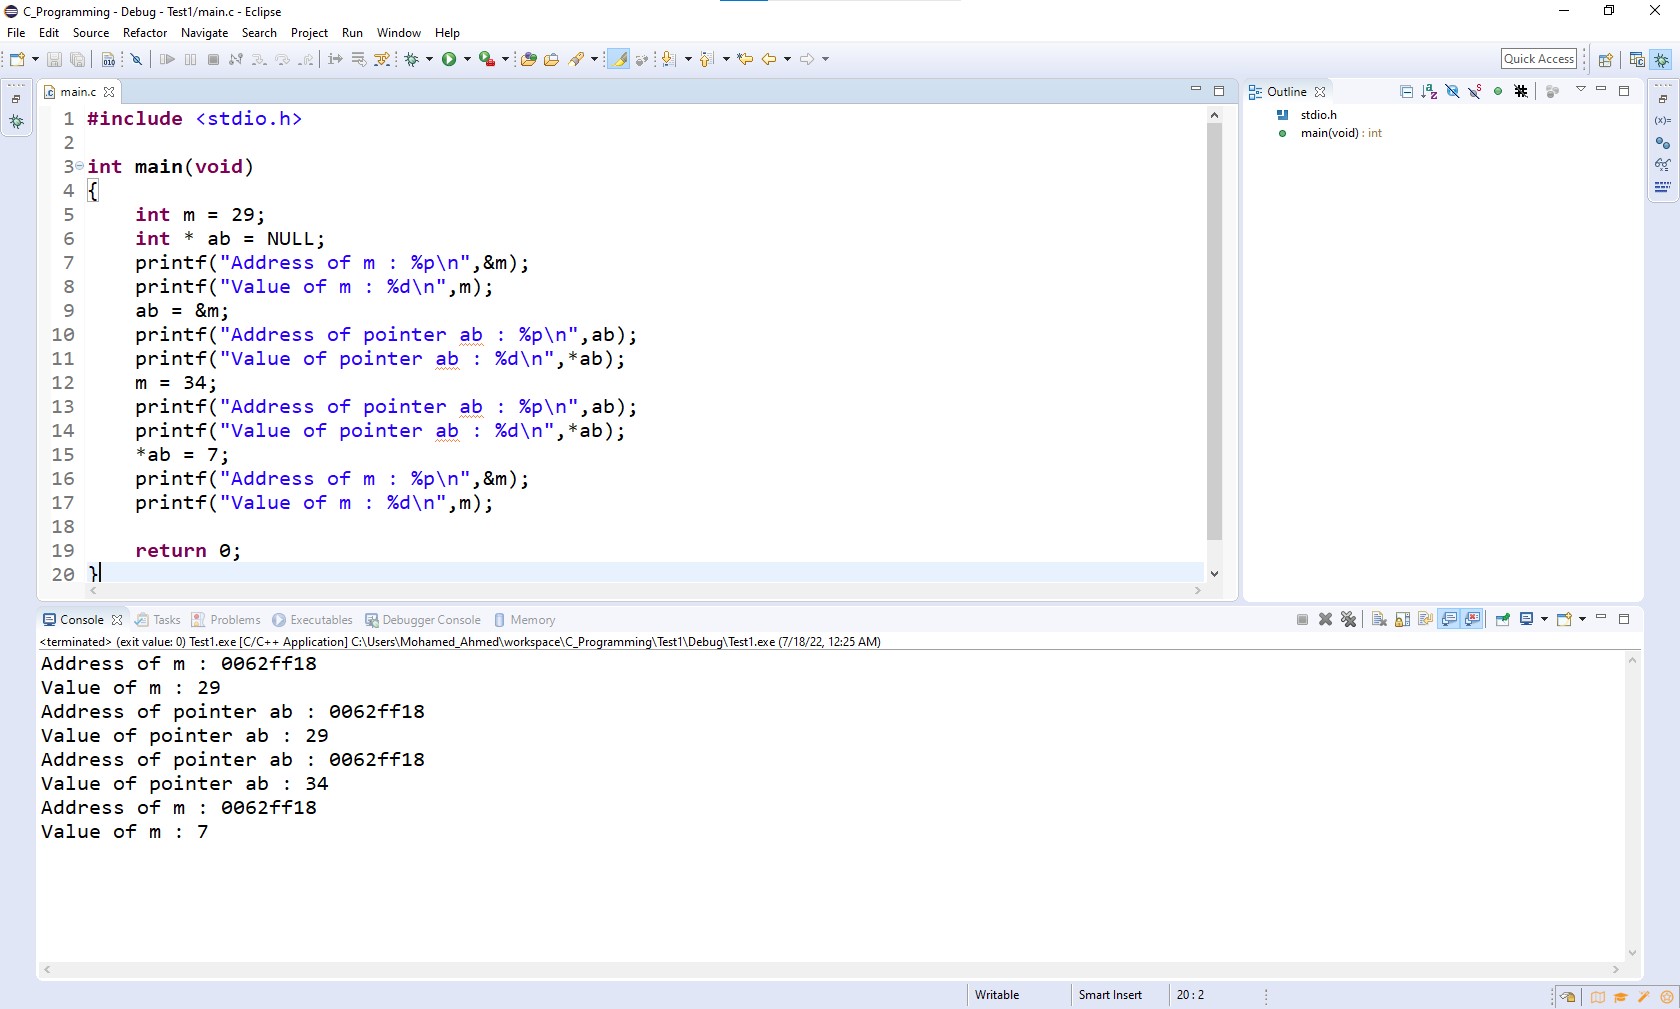 C_Programming - Debug - Test1/main.c - Eclipse
File Edit Source Refactor Navigate Search Project Run Window Help
Quick Access
main.c
1 #include <stdio.h>
2
3 int main(void)
4 {
5     int m = 29;
6     int * ab = NULL;
7     printf("Address of m : %p\n",&m);
8     printf("Value of m : %d\n",m);
9     ab = &m;
10     printf("Address of pointer ab : %p\n",ab);
11     printf("Value of pointer ab : %d\n",*ab);
12     m = 34;
13     printf("Address of pointer ab : %p\n",ab);
14     printf("Value of pointer ab : %d\n",*ab);
15     *ab = 7;
16     printf("Address of m : %p\n",&m);
17     printf("Value of m : %d\n",m);
18
19     return 0;
20 }
Outline
stdio.h
main(void) : int
Console Tasks Problems Executables Debugger Console Memory
<terminated> (exit value: 0) Test1.exe [C/C++ Application] C:\Users\Mohamed_Ahmed\workspace\C_Programming\Test1\Debug\Test1.exe (7/18/22, 12:25 AM)
Address of m : 0062ff18
Value of m : 29
Address of pointer ab : 0062ff18
Value of pointer ab : 29
Address of pointer ab : 0062ff18
Value of pointer ab : 34
Address of m : 0062ff18
Value of m : 7
Writable Smart Insert 20 : 2